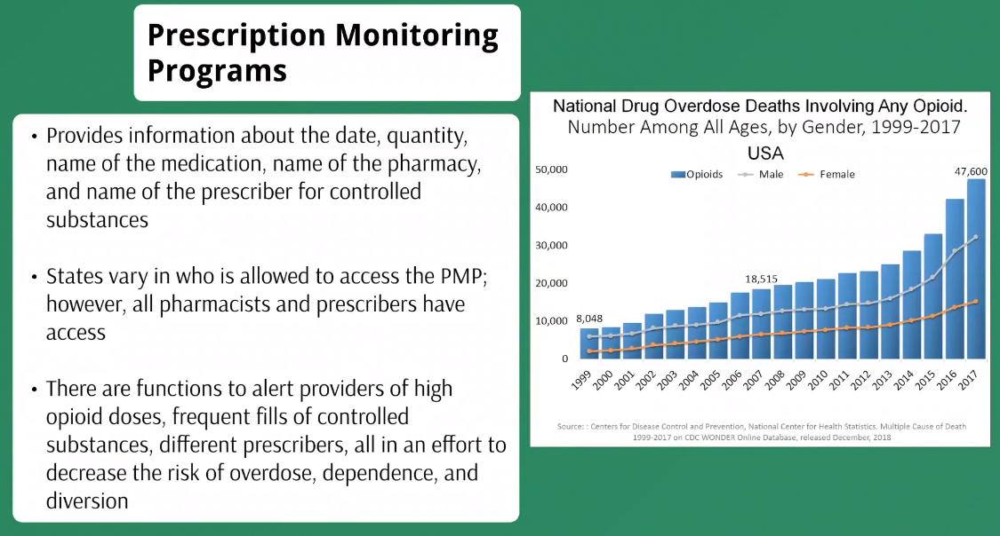 Prescription Monitoring
Programs
• Provides information about the date, quantity,
name of the medication, name of the pharmacy,
and name of the prescriber for controlled
substances
• States vary in who is allowed to access the PMP;
however, all pharmacists and prescribers have
access
• There are functions to alert providers of high
opioid doses, frequent fills of controlled
substances, different prescribers, all in an effort to
decrease the risk of overdose, dependence, and
diversion
National Drug Overdose Deaths Involving Any Opioid.
Number Among All Ages, by Gender, 1999-2017
USA
Opioids Male Female
50,000
40,000
30,000
20,000
10,000
0
8,048
18,515
47,600
1999 2000 2001 2002 2003 2004 2005 2006 2007 2008 2009 2010 2011 2012 2013 2014 2015 2016 2017
Source: : Centers for Disease Control and Prevention, National Center for Health Statistics. Multiple Cause of Death
1999-2017 on CDC WONDER Online Database, released December, 2018